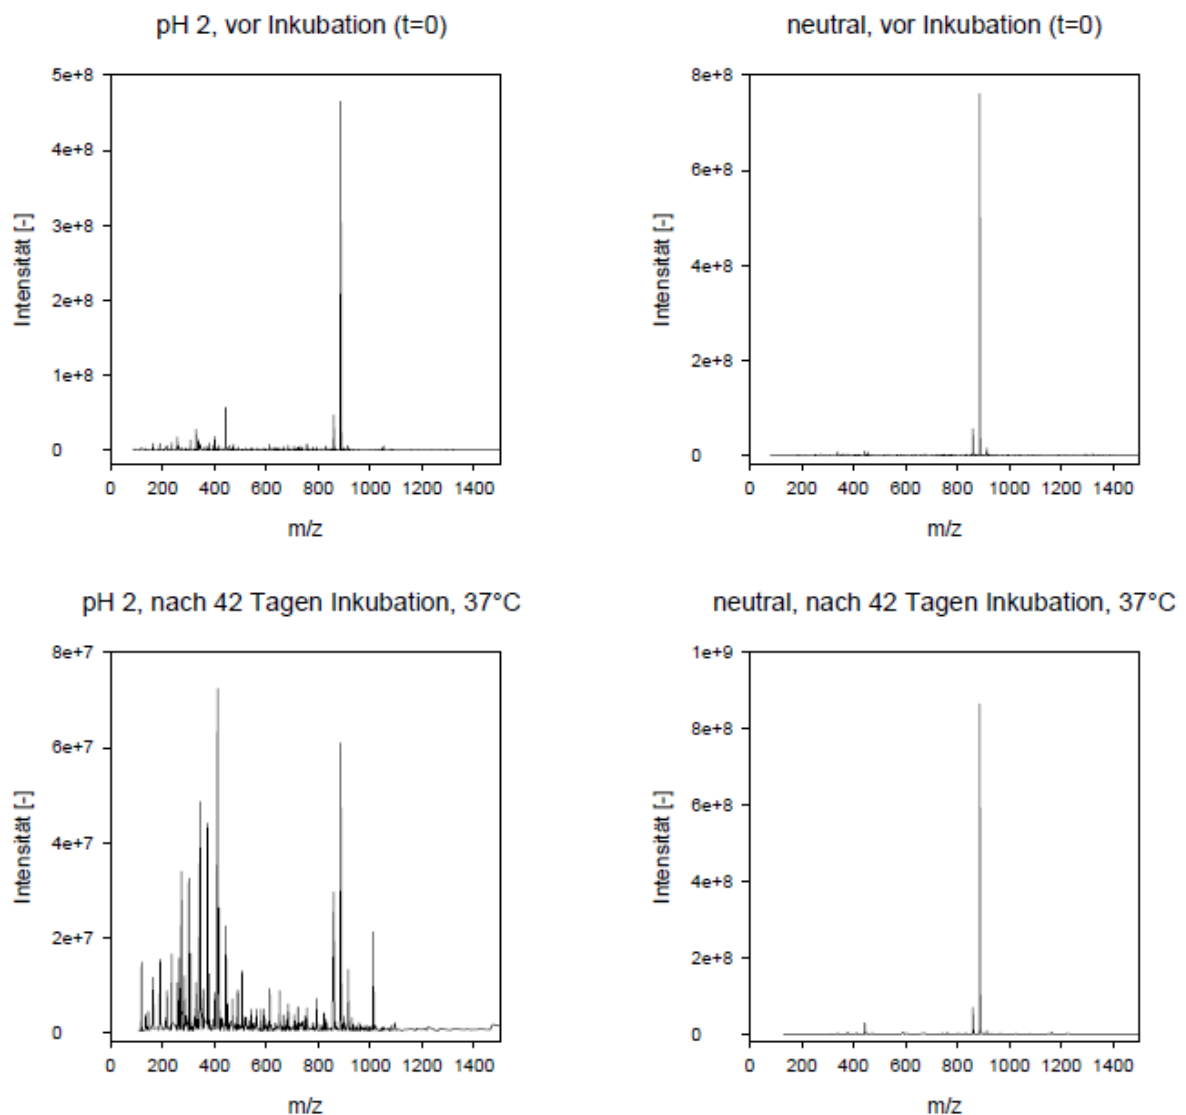 pH 2, vor Inkubation (t=0)
5e+8
4e+8
3e+8
2e+8
1e+8
0
Intensität [-]
0 200 400 600 800 1000 1200 1400
m/z
neutral, vor Inkubation (t=0)
8e+8
6e+8
4e+8
2e+8
0
Intensität [-]
0 200 400 600 800 1000 1200 1400
m/z
pH 2, nach 42 Tagen Inkubation, 37°C
8e+7
6e+7
4e+7
2e+7
0
Intensität [-]
0 200 400 600 800 1000 1200 1400
m/z
neutral, nach 42 Tagen Inkubation, 37°C
1e+9
8e+8
6e+8
4e+8
2e+8
0
Intensität [-]
0 200 400 600 800 1000 1200 1400
m/z